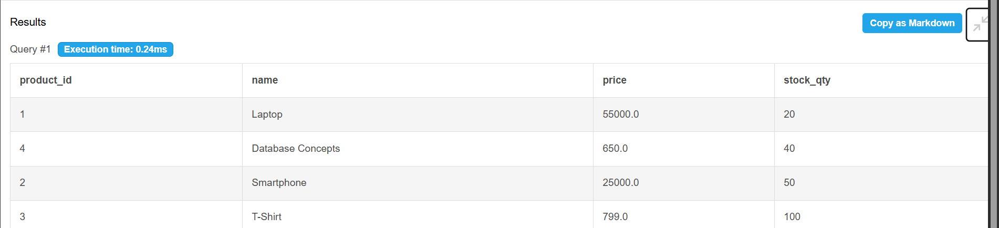 Results
Copy as Markdown
Query #1 Execution time: 0.24ms
product_id name price stock_qty
1 Laptop 55000.0 20
4 Database Concepts 650.0 40
2 Smartphone 25000.0 50
3 T-Shirt 799.0 100